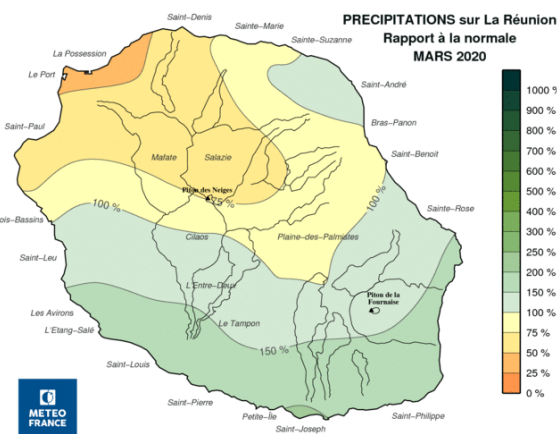 PRECIPITATIONS sur La Réunion
Rapport à la normale
MARS 2020
Saint-Denis
Sainte-Marie
Sainte-Suzanne
La Possession
Le Port
Saint-André
Bras-Panon
Saint-Paul
Saint-Benoit
Mafate
Salazie
Piton des Neiges
75 %
100 %
100 %
ois-Bassins
Sainte-Rose
Cilaos
Plaine-des-Palmistes
Saint-Leu
L'Entre-Deux
Piton de la
Fournaise
Les Avirons
Le Tampon
L'Etang-Salé
150 %
Saint-Louis
Saint-Pierre
Petite-Île
Saint-Joseph
Saint-Philippe
1000 %
900 %
800 %
700 %
600 %
500 %
400 %
300 %
250 %
200 %
150 %
100 %
75 %
50 %
25 %
0 %
METEO
FRANCE